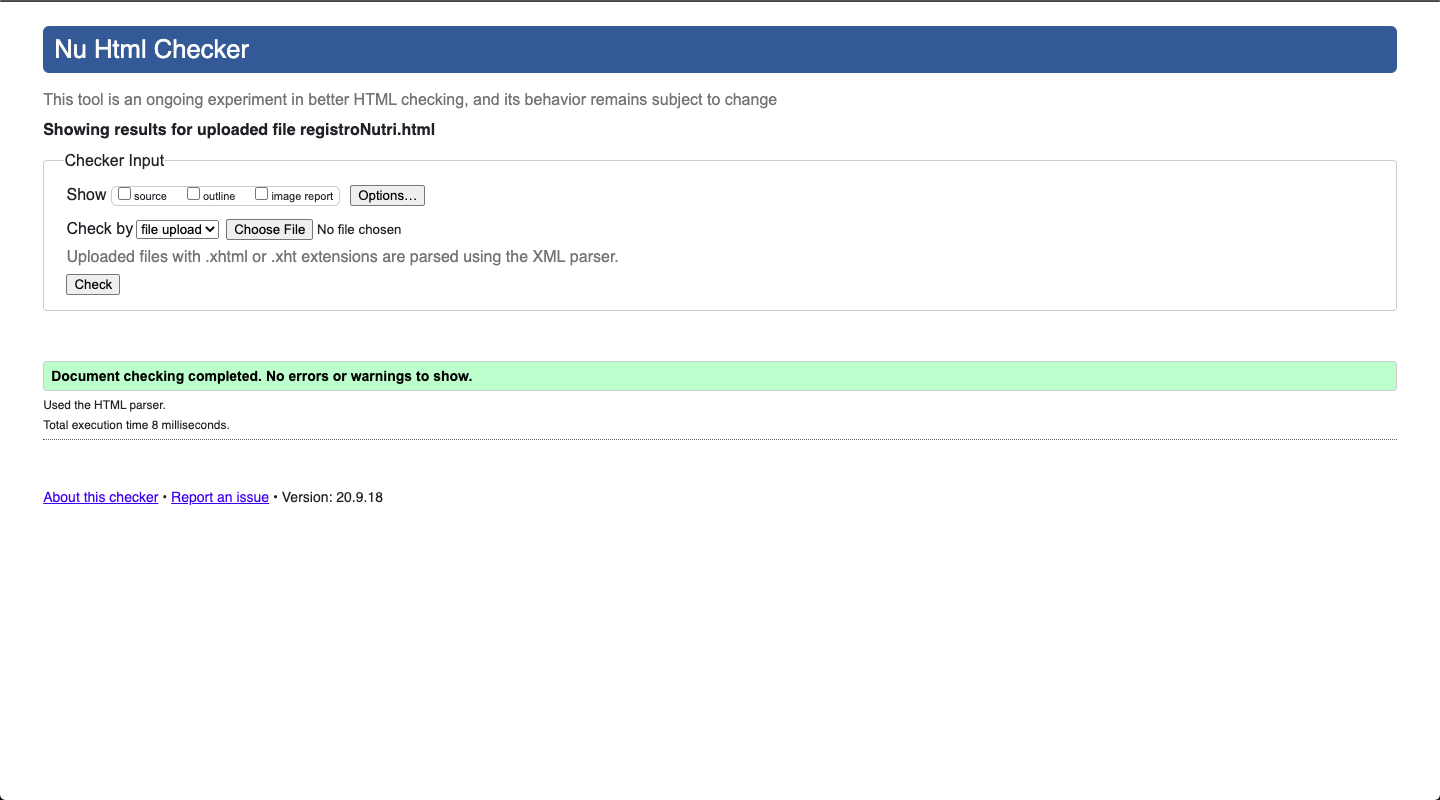 Nu Html Checker
This tool is an ongoing experiment in better HTML checking, and its behavior remains subject to change
Showing results for uploaded file registroNutri.html
Checker Input
Show source outline image report Options…
Check by file upload Choose File No file chosen
Uploaded files with .xhtml or .xht extensions are parsed using the XML parser.
Check
Document checking completed. No errors or warnings to show.
Used the HTML parser.
Total execution time 8 milliseconds.
About this checker • Report an issue • Version: 20.9.18